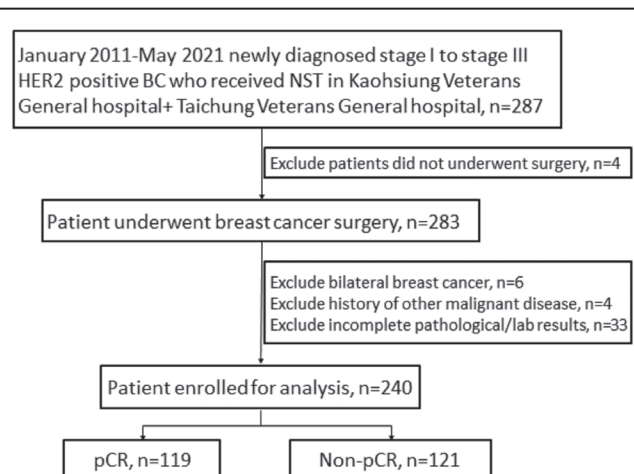 January 2011-May 2021 newly diagnosed stage I to stage III
HER2 positive BC who received NST in Kaohsiung Veterans
General hospital+ Taichung Veterans General hospital, n=287
Exclude patients did not underwent surgery, n=4
Patient underwent breast cancer surgery, n=283
Exclude bilateral breast cancer, n=6
Exclude history of other malignant disease, n=4
Exclude incomplete pathological/lab results, n=33
Patient enrolled for analysis, n=240
pCR, n=119
Non-pCR, n=121